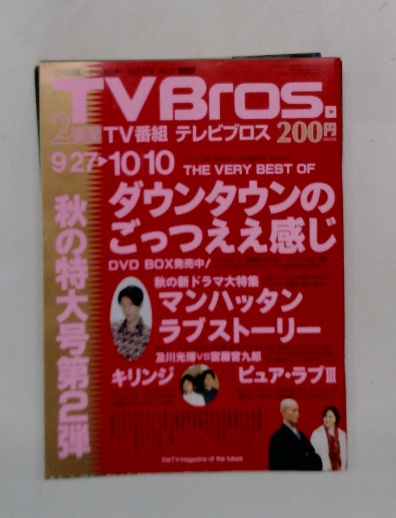 TVBros.
2週間TV番組 テレビブロス 200円
9 27▶10 10
THE VERY BEST OF
ダウンタウンの
ごっつええ感じ
DVD BOX発売中!
秋の特大号第2弾
秋の新ドラマ大特集
マンハッタン
ラブストーリー
及川光博VS宮藤官九郎
キリンジ
ピュア・ラブIII
the TV magazine of the future